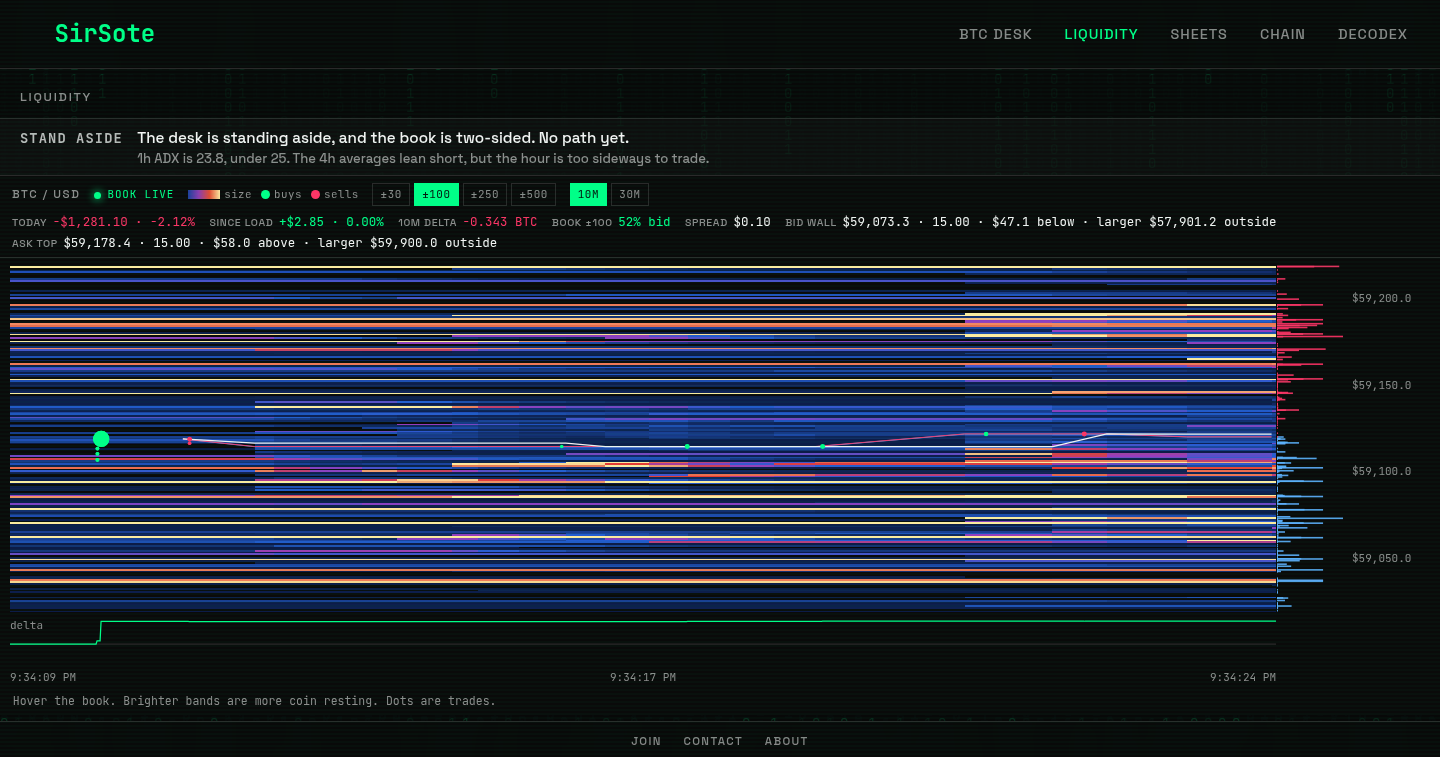 SirSote
BTC DESK LIQUIDITY SHEETS CHAIN DECODEX
LIQUIDITY
STAND ASIDE The desk is standing aside, and the book is two-sided. No path yet.
1h ADX is 23.8, under 25. The 4h averages lean short, but the hour is too sideways to trade.
BTC / USD BOOK LIVE size buys sells ±30 ±100 ±250 ±500 10M 30M
TODAY -$1,281.10 · -2.12% SINCE LOAD +$2.85 · 0.00% 10M DELTA -0.343 BTC BOOK ±100 52% bid SPREAD $0.10 BID WALL $59,073.3 · 15.00 · $47.1 below · larger $57,901.2 outside
ASK TOP $59,178.4 · 15.00 · $58.0 above · larger $59,900.0 outside
$59,200.0
$59,150.0
$59,100.0
$59,050.0
delta
9:34:09 PM 9:34:17 PM 9:34:24 PM
Hover the book. Brighter bands are more coin resting. Dots are trades.
JOIN CONTACT ABOUT